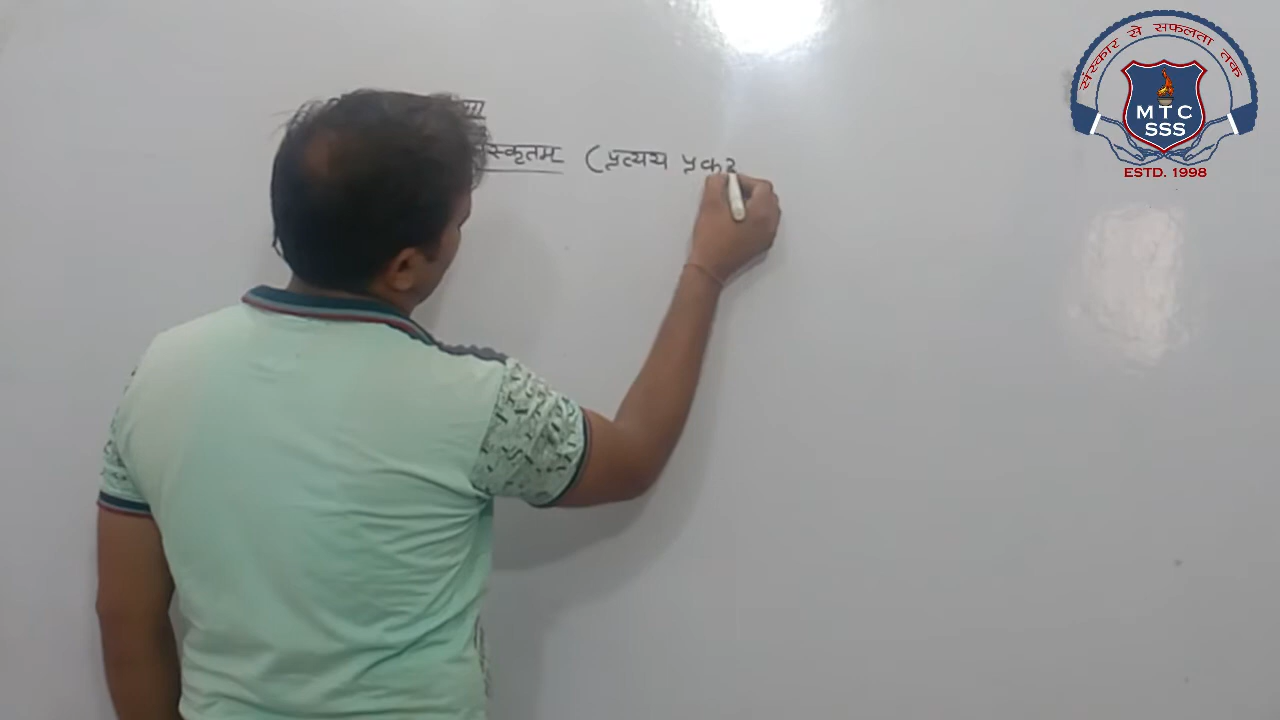 संस्कार से सफलता तक
MTC
SSS
ESTD. 1998
स्कृतम (प्रत्यय प्रकर